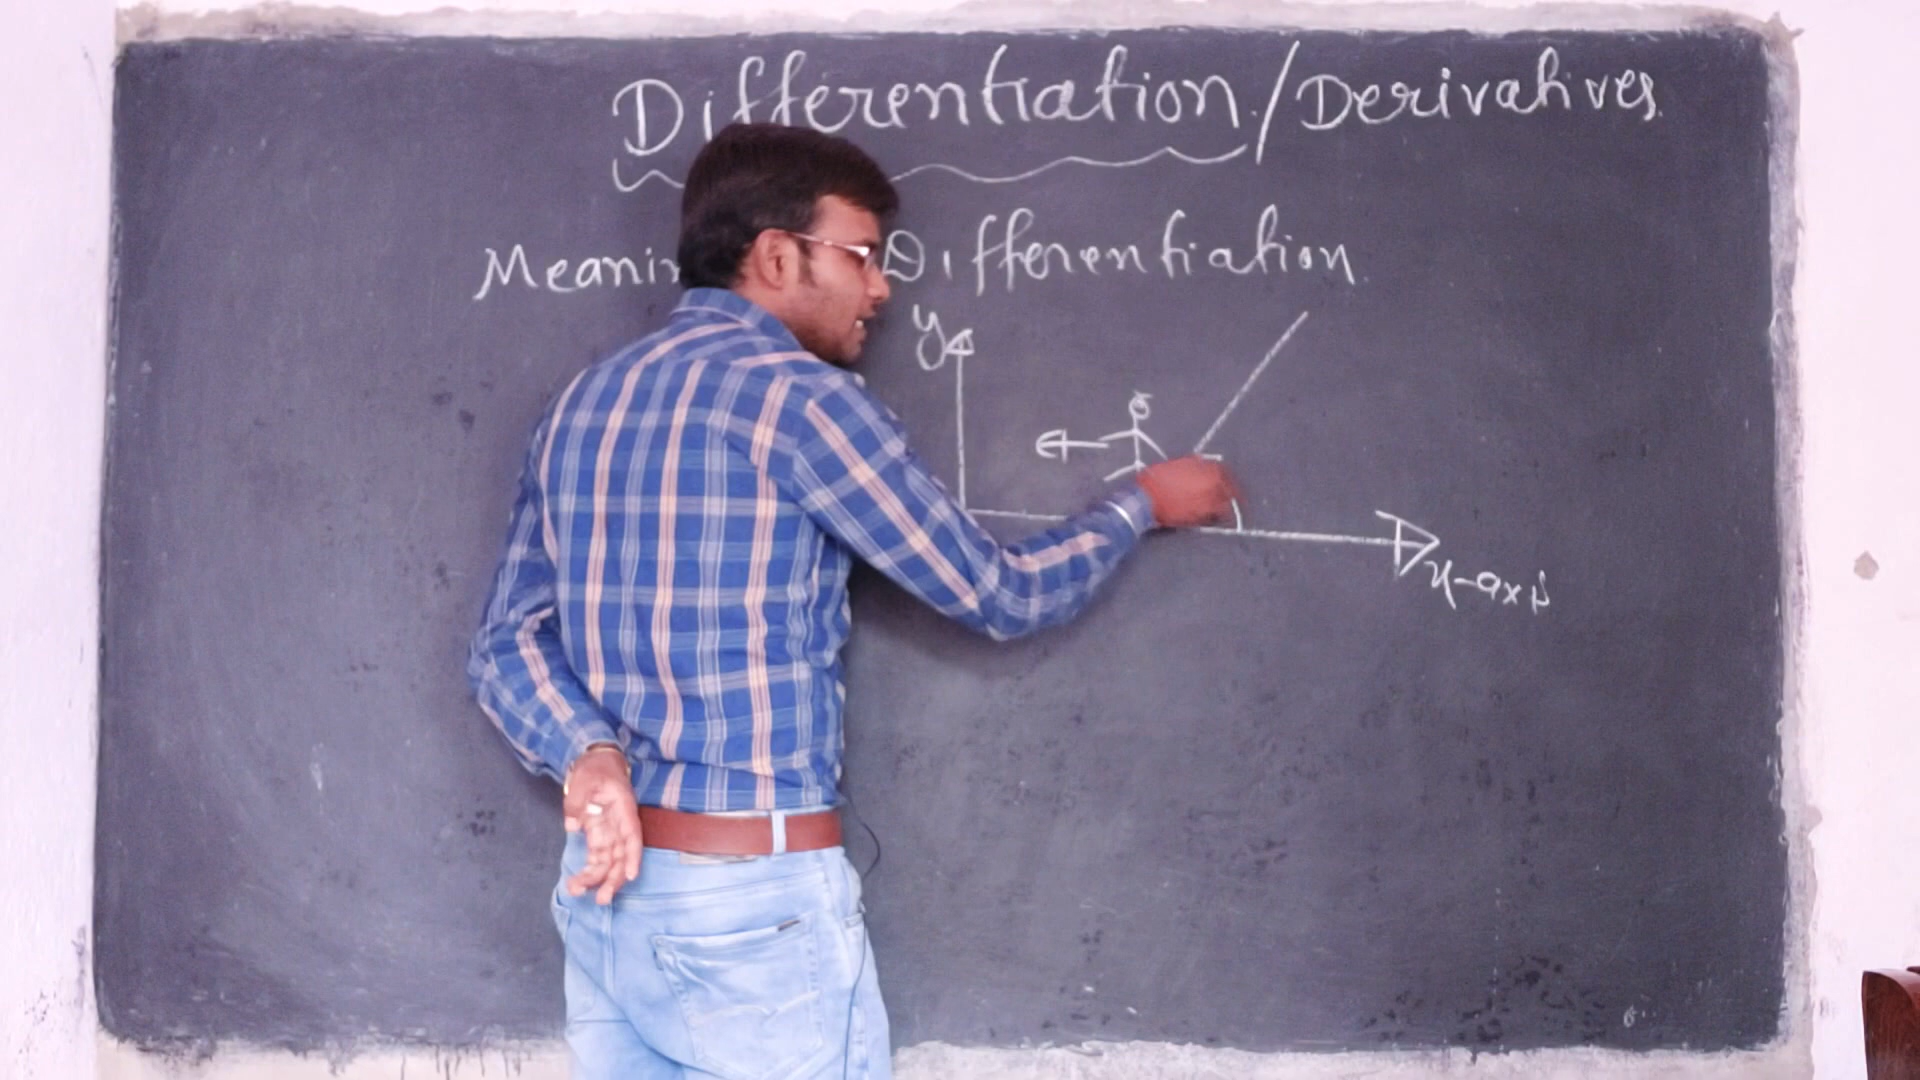 Differentiation / Derivatives
Meanin Differentiation
y
x-axis